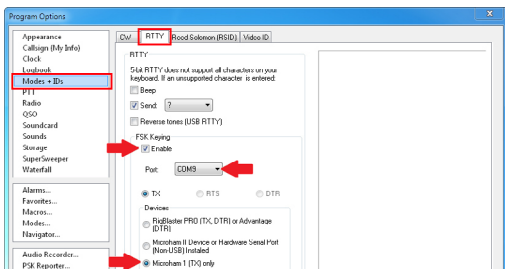 Program Options
x
Appearance
Callsign (My Info)
Clock
Logbook
Modes + IDs
PTT
Radio
QSO
Soundcard
Sounds
Storage
SuperSweeper
Waterfall
Alarms...
Favorites...
Macros...
Modes...
Navigator...
Audio Recorder...
PSK Reporter...
CW
RTTY
Reed Solomon (RSID)
Video ID
RTTY
5-bit RTTY does not support all characters on your
keyboard. If an unsupported character is entered:
Beep
Send: ?
Reverse tones (USB RTTY)
FSK Keying
Enable
Port: COM9
TX
RTS
DTR
Devices
RigBlaster PRO (TX, DTR) or Advantage
(DTR)
Microham II Device or Hardware Serial Port
(Non-USB) Installed
Microham 1 (TX) only